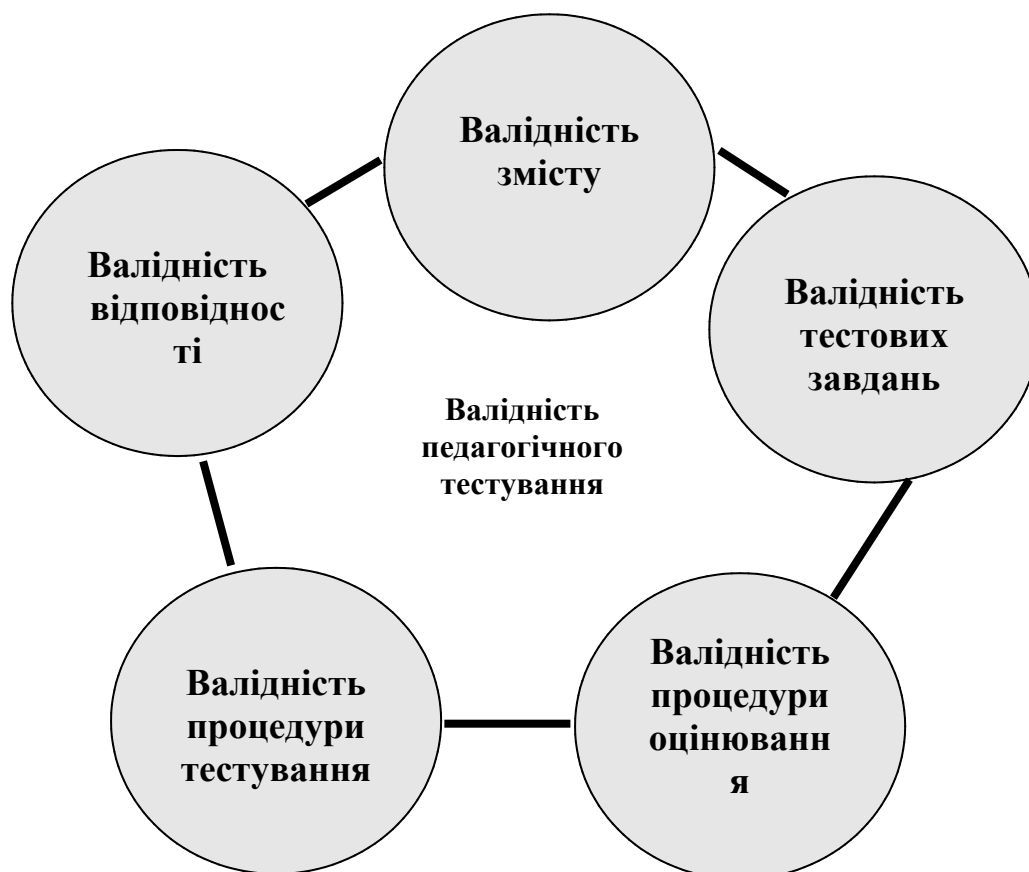 Валідність
змісту
Валідність
відповіднос
ті
Валідність
тестових
завдань
Валідність
педагогічного
тестування
Валідність
процедури
тестування
Валідність
процедури
оцінюванн
я